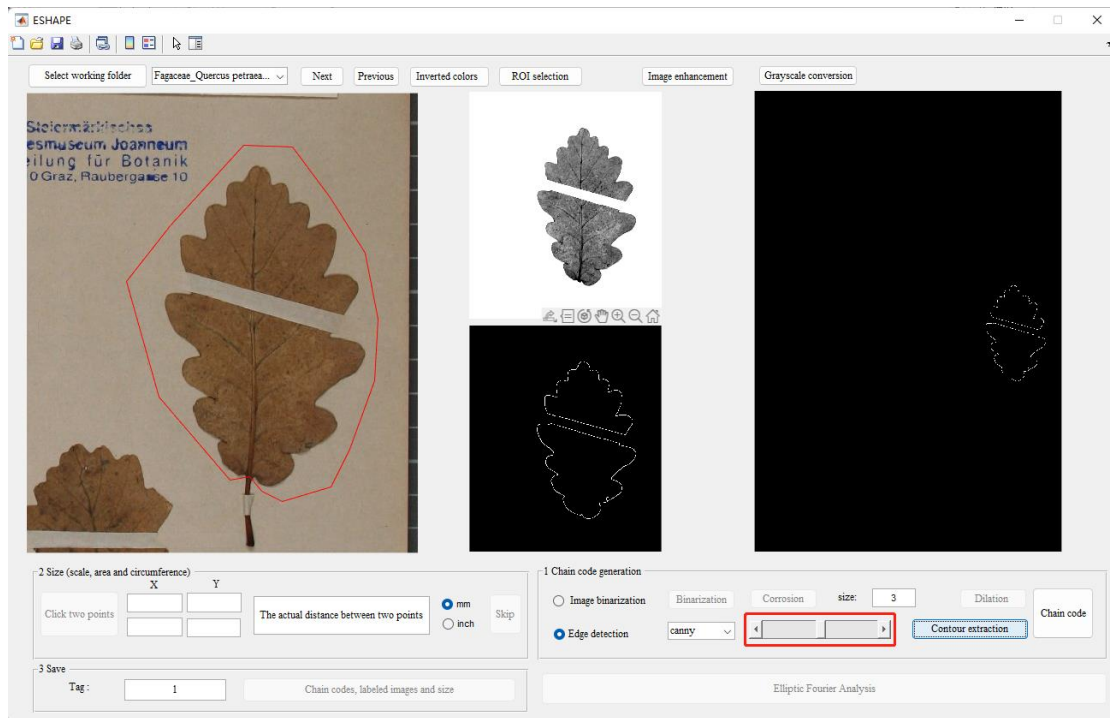 ESHAPE
Select working folder
Fagaceae_Quercus petraea...
Next
Previous
Inverted colors
ROI selection
Image enhancement
Grayscale conversion
Steiermärkisches
esmuseum Joanneum
eilung für Botanik
0 Graz, Raubergasse 10
2 Size (scale, area and circumference)
X Y
Click two points
The actual distance between two points
mm
inch
Skip
1 Chain code generation
Image binarization
Binarization
Corrosion
size:
3
Dilation
Chain code
Edge detection
canny
Contour extraction
3 Save
Tag :
1
Chain codes, labeled images and size
Elliptic Fourier Analysis